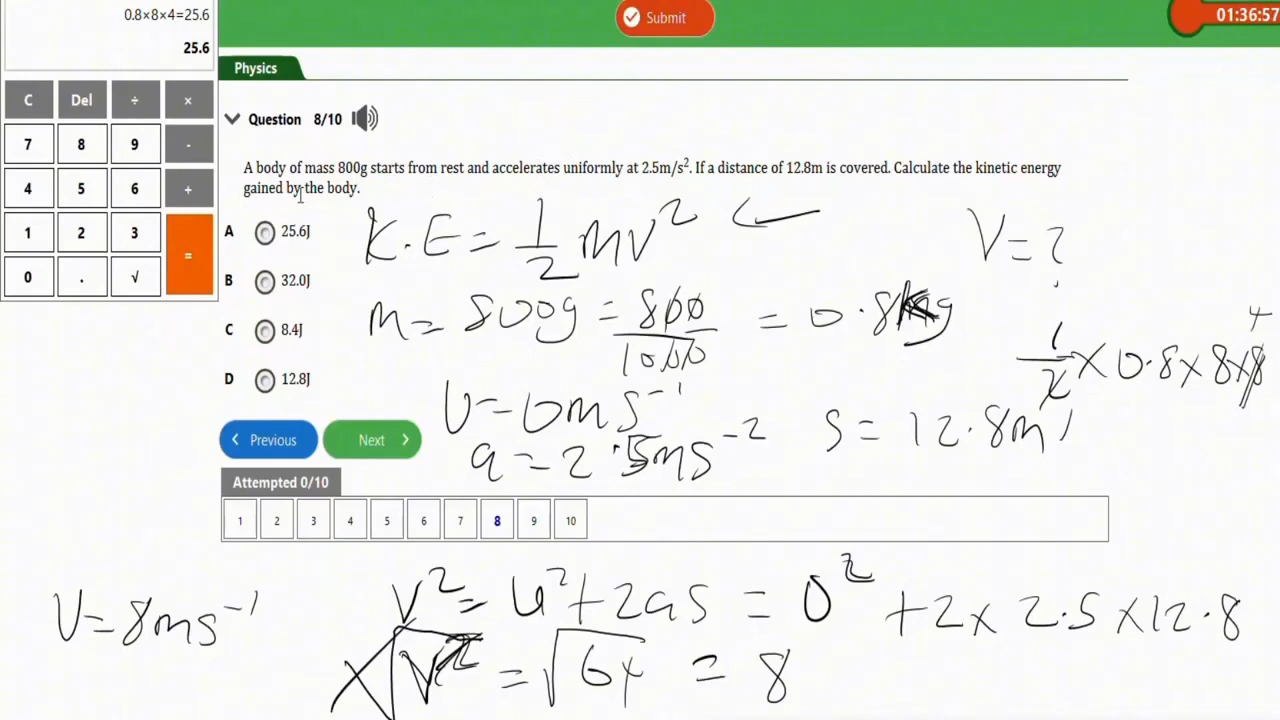 0.8×8×4=25.6
25.6
Submit
01:36:57
C Del ÷ ×
7 8 9 -
4 5 6 +
1 2 3 =
0 . √
Physics
Question 8/10
A body of mass 800g starts from rest and accelerates uniformly at 2.5m/s². If a distance of 12.8m is covered. Calculate the kinetic energy
gained by the body.
A 25.6J
B 32.0J
C 8.4J
D 12.8J
K.E = 1/2 mv²
V = ?
m = 800g = 800/1000 = 0.8kg
1/2 × 0.8 × 8 × 8 4
U = 0ms⁻¹
a = 2.5ms⁻²
s = 12.8m
Previous
Next
Attempted 0/10
1 2 3 4 5 6 7 8 9 10
V² = u² + 2as = 0² + 2 × 2.5 × 12.8
V = 8ms⁻¹
√V² = √64 = 8